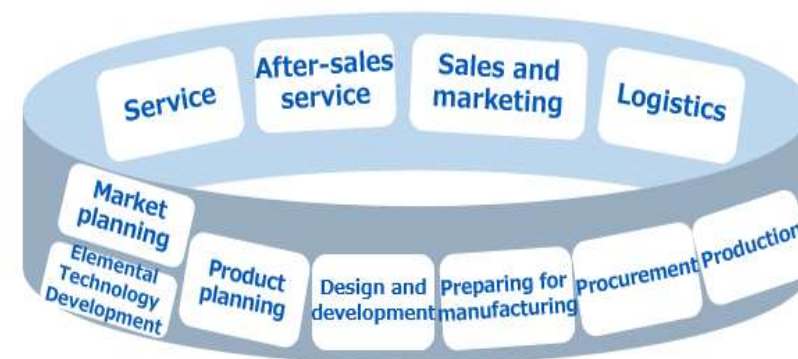 Service
After-sales
service
Sales and
marketing
Logistics
Market
planning
Elemental
Technology
Development
Product
planning
Design and
development
Preparing for
manufacturing
Procurement
Production